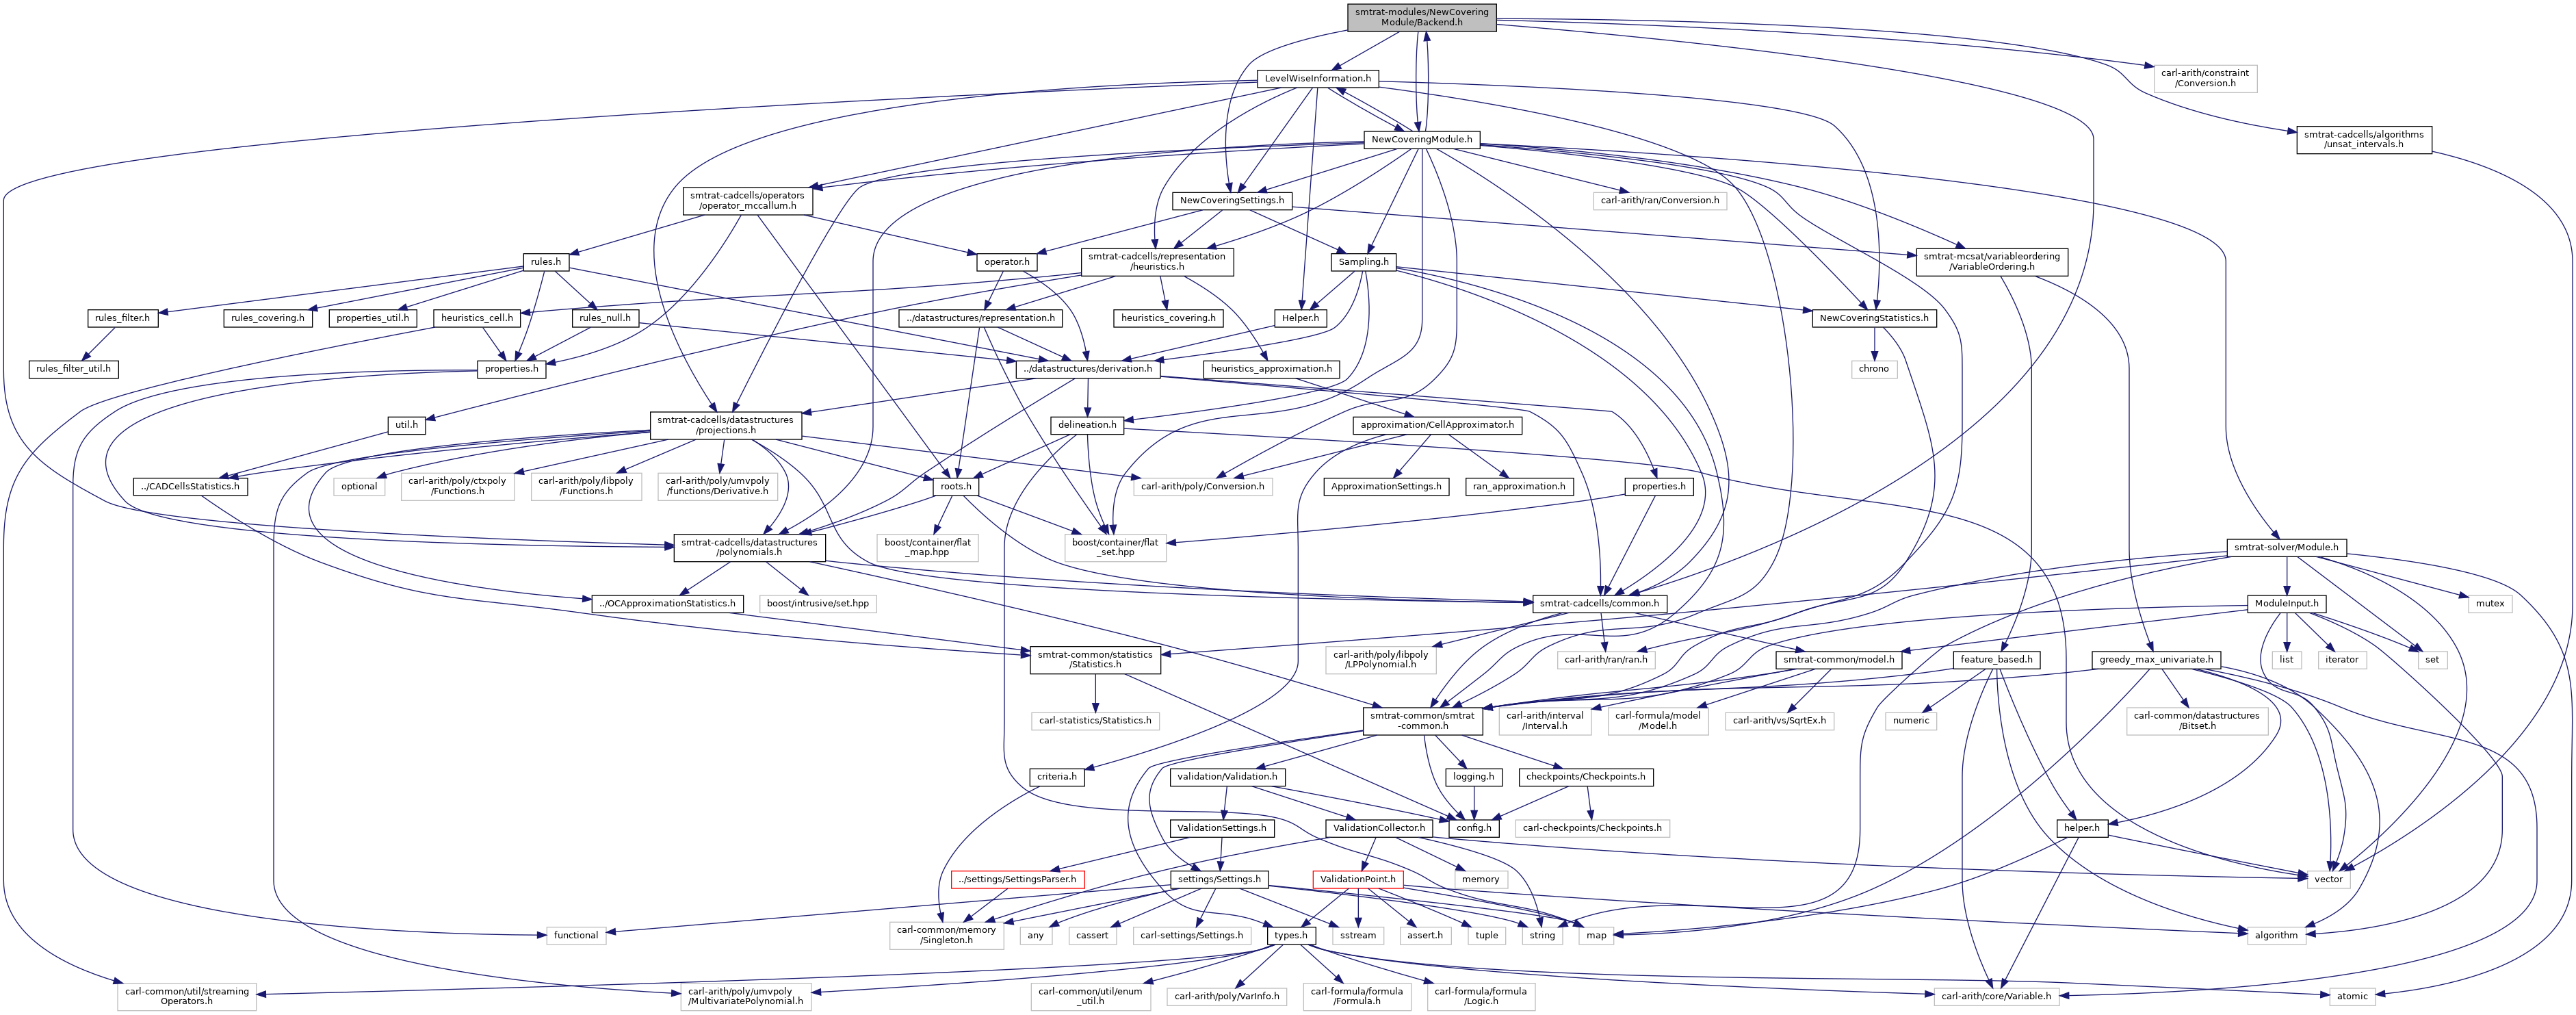 smtrat-modules/NewCovering
Module/Backend.h
LevelWiseInformation.h
carl-arith/constraint
/Conversion.h
NewCoveringModule.h
smtrat-cadcells/algorithms
/unsat_intervals.h
smtrat-cadcells/operators
/operator_mccallum.h
NewCoveringSettings.h
carl-arith/ran/Conversion.h
rules.h
operator.h
smtrat-cadcells/representation
/heuristics.h
Sampling.h
smtrat-mcsat/variableordering
/VariableOrdering.h
rules_filter.h
rules_covering.h
properties_util.h
heuristics_cell.h
rules_null.h
../datastructures/representation.h
heuristics_covering.h
Helper.h
NewCoveringStatistics.h
rules_filter_util.h
properties.h
../datastructures/derivation.h
heuristics_approximation.h
chrono
util.h
smtrat-cadcells/datastructures
/projections.h
delineation.h
approximation/CellApproximator.h
../CADCellsStatistics.h
optional
carl-arith/poly/ctxpoly
/Functions.h
carl-arith/poly/libpoly
/Functions.h
carl-arith/poly/umvpoly
/functions/Derivative.h
roots.h
carl-arith/poly/Conversion.h
ApproximationSettings.h
ran_approximation.h
properties.h
smtrat-cadcells/datastructures
/polynomials.h
boost/container/flat
_map.hpp
boost/container/flat
_set.hpp
smtrat-solver/Module.h
../OCApproximationStatistics.h
boost/intrusive/set.hpp
smtrat-cadcells/common.h
ModuleInput.h
mutex
smtrat-common/statistics
/Statistics.h
carl-arith/poly/libpoly
/LPPolynomial.h
carl-arith/ran/ran.h
smtrat-common/model.h
feature_based.h
greedy_max_univariate.h
list
iterator
set
carl-statistics/Statistics.h
smtrat-common/smtrat
-common.h
carl-arith/interval
/Interval.h
carl-formula/model
/Model.h
carl-arith/vs/SqrtEx.h
numeric
carl-common/datastructures
/Bitset.h
criteria.h
validation/Validation.h
logging.h
checkpoints/Checkpoints.h
ValidationSettings.h
ValidationCollector.h
config.h
carl-checkpoints/Checkpoints.h
helper.h
../settings/SettingsParser.h
settings/Settings.h
ValidationPoint.h
memory
vector
functional
carl-common/memory
/Singleton.h
any
cassert
carl-settings/Settings.h
types.h
sstream
assert.h
tuple
string
map
algorithm
carl-common/util/streaming
Operators.h
carl-arith/poly/umvpoly
/MultivariatePolynomial.h
carl-common/util/enum
_util.h
carl-arith/poly/VarInfo.h
carl-formula/formula
/Formula.h
carl-formula/formula
/Logic.h
carl-arith/core/Variable.h
atomic